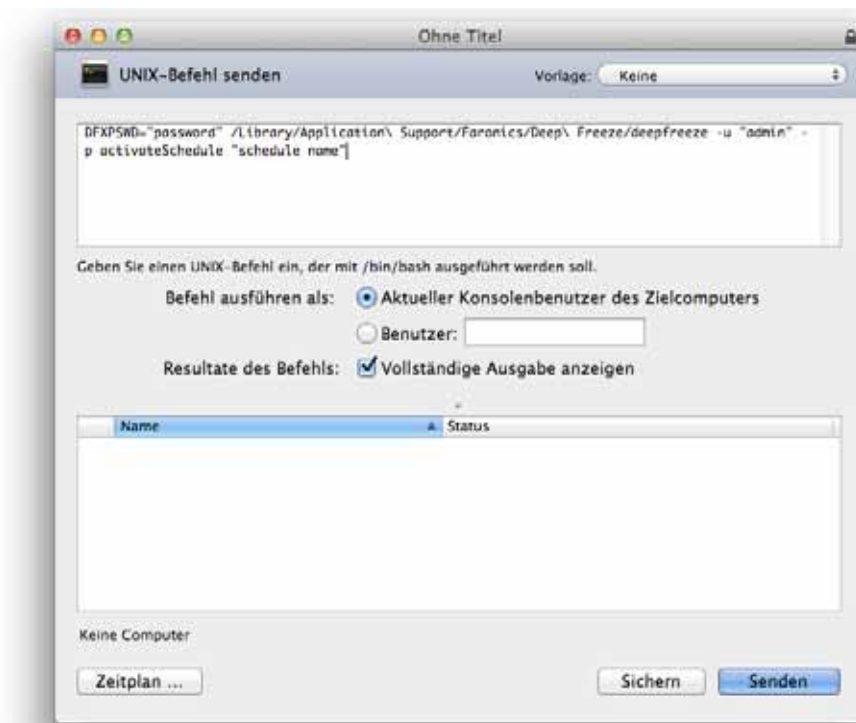 Ohne Titel
UNIX-Befehl senden
Vorlage: Keine
DFXPSWD="password" /Library/Application\ Support/Faronics/Deep\ Freeze/deepfreeze -u "admin" -
p activateSchedule "schedule name"
Geben Sie einen UNIX-Befehl ein, der mit /bin/bash ausgeführt werden soll.
Befehl ausführen als: Aktueller Konsolenbenutzer des Zielcomputers
Benutzer:
Resultate des Befehls: Vollständige Ausgabe anzeigen
Name Status
Keine Computer
Zeitplan ... Sichern Senden